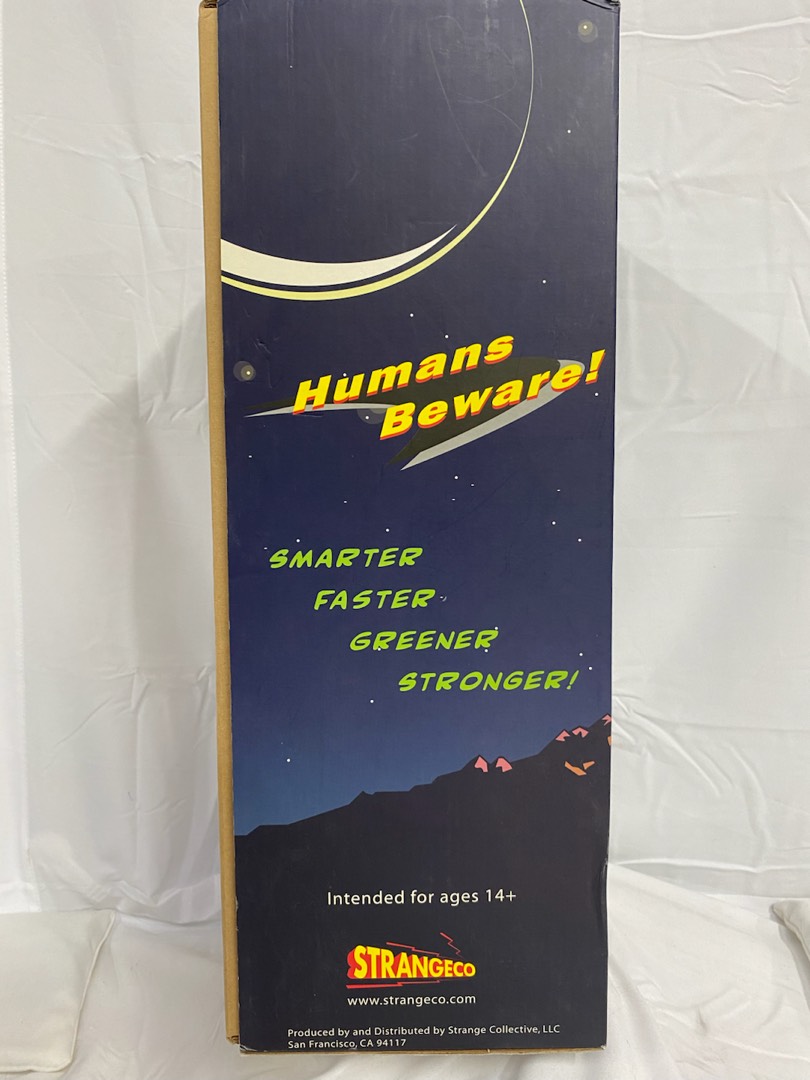 Humans
Beware!
SMARTER
FASTER
GREENER
STRONGER!
Intended for ages 14+
STRANGECO
www.strangeco.com
Produced by and Distributed by Strange Collective, LLC
San Francisco, CA 94117